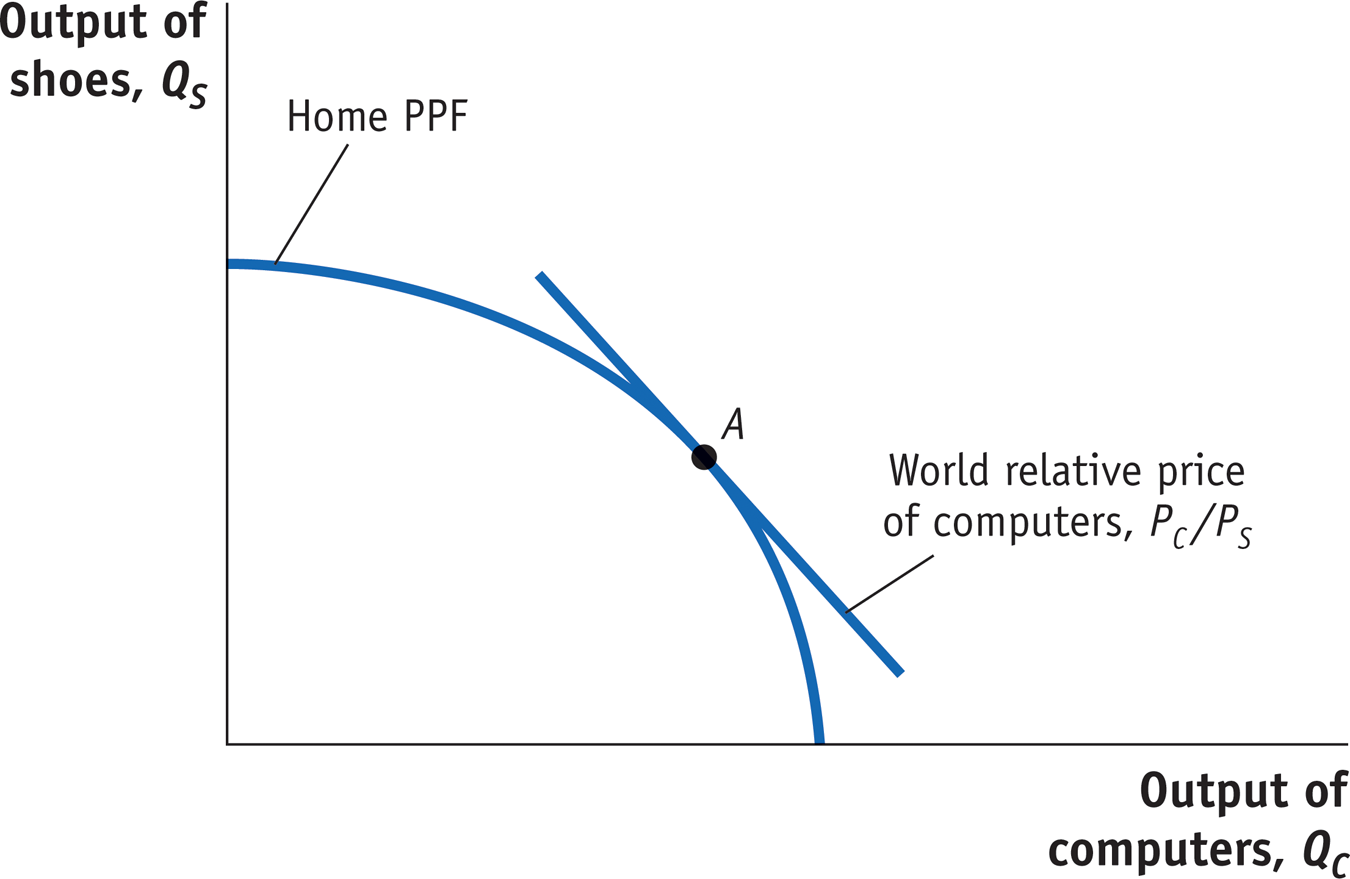 Output of
shoes, QS
Home PPF
A
World relative price
of computers, PC/PS
Output of
computers, QC